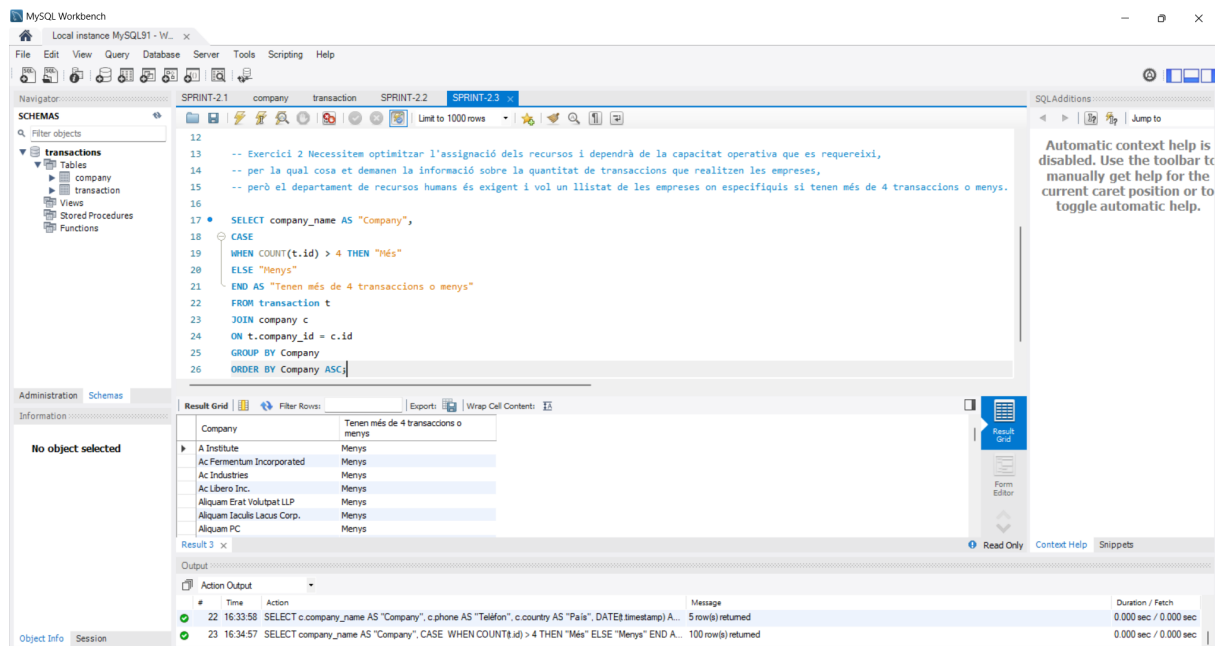 MySQL Workbench
Local instance MySQL91 - W... ×
File Edit View Query Database Server Tools Scripting Help
Navigator
SCHEMAS
Filter objects
transactions
Tables
company
transaction
Views
Stored Procedures
Functions
Administration Schemas
Information
No object selected
Object Info Session
SPRINT-2.1 company transaction SPRINT-2.2 SPRINT-2.3 ×
Limit to 1000 rows
12
13 -- Exercici 2 Necessitem optimitzar l'assignació dels recursos i dependrà de la capacitat operativa que es requereixi,
14 -- per la qual cosa et demanen la informació sobre la quantitat de transaccions que realitzen les empreses,
15 -- però el departament de recursos humans és exigent i vol un llistat de les empreses on especifiquis si tenen més de 4 transaccions o menys.
16
17 SELECT company_name AS "Company",
18 CASE
19 WHEN COUNT(t.id) > 4 THEN "Més"
20 ELSE "Menys"
21 END AS "Tenen més de 4 transaccions o menys"
22 FROM transaction t
23 JOIN company c
24 ON t.company_id = c.id
25 GROUP BY Company
26 ORDER BY Company ASC;
Result Grid Filter Rows: Export: Wrap Cell Content:
Company Tenen més de 4 transaccions o
menys
A Institute Menys
Ac Fermentum Incorporated Menys
Ac Industries Menys
Ac Libero Inc. Menys
Aliquam Erat Volutpat LLP Menys
Aliquam Iaculis Lacus Corp. Menys
Aliquam PC Menys
Result
Grid
Form
Editor
Result 3 ×
Read Only
Output
Action Output
# Time Action Message Duration / Fetch
22 16:33:58 SELECT c.company_name AS "Company", c.phone AS "Telèfon", c.country AS "País", DATE(t.timestamp) A... 5 row(s) returned 0.000 sec / 0.000 sec
23 16:34:57 SELECT company_name AS "Company", CASE WHEN COUNT(t.id) > 4 THEN "Més" ELSE "Menys" END A... 100 row(s) returned 0.000 sec / 0.000 sec
SQLAdditions
Jump to
Automatic context help is
disabled. Use the toolbar to
manually get help for the
current caret position or to
toggle automatic help.
Context Help Snippets